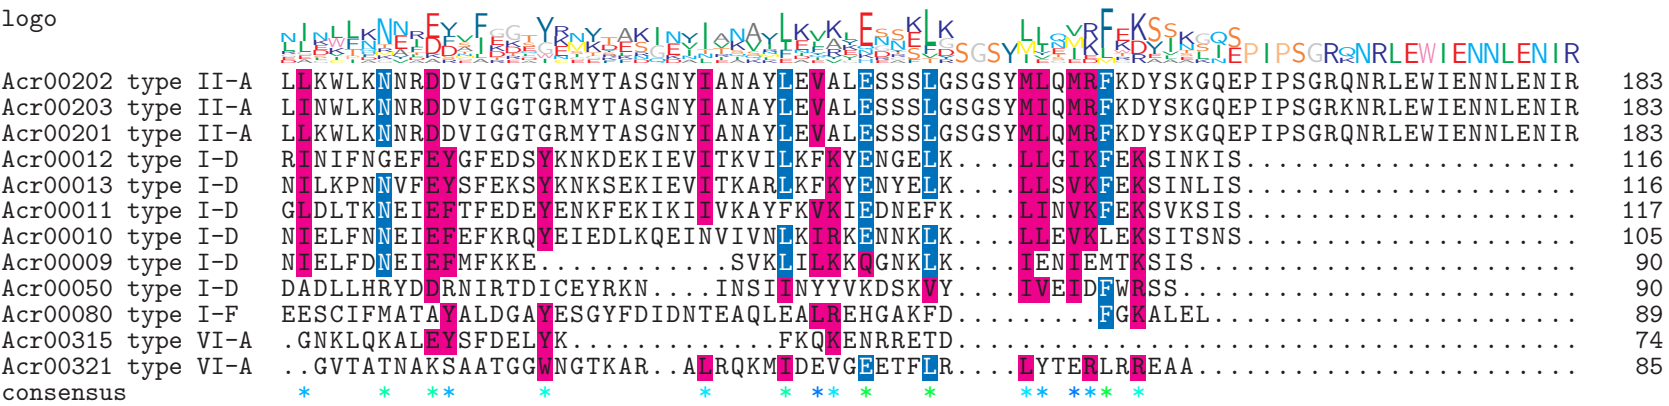 logo
Acr00202 type II-A LLKWLKNNRDDVIGGTGRMYTASGNYIANAYLEVALESSSLGSGSYMLQMRFKDYSKGQEPIPSGRQNRLEWIENNLENIR 183
Acr00203 type II-A LINWLKNNRDDVIGGTGRMYTASGNYIANAYLEVALESSSLGSGSYMIQMRFKDYSKGQEPIPSGRKNRLEWIENNLENIR 183
Acr00201 type II-A LLKWLKNNRDDVIGGTGRMYTASGNYIANAYLEVALESSSLGSGSYMIQMRFKDYSKGQEPIPSGRQNRLEWIENNLENIR 183
Acr00012 type I-D RINIFNGEFEYGFEDSYKNKDEKIEVITKVILKFKYENGELK....LLGIKFEKSINKIS..................... 116
Acr00013 type I-D NILKPNNVFEYSFEKSYKNKSEKIEVITKARLKFKYENYELK....LLSVKFEKSINLIS..................... 116
Acr00011 type I-D GLDLTKNEIEFTFEDEYENKFEKIKIIVKAYFKVKIEDNEFK....LINVKFEKSVKSIS..................... 117
Acr00010 type I-D NIELFNNEIEFEFKRQYEIEDLKQEINVIVNLKIRKENNKLK....LLEVKLEKSITSNS..................... 105
Acr00009 type I-D NIELFDNEIEFMFKKE............SVKLILKKQGNKLK....IENIEMTKSIS........................ 90
Acr00050 type I-D DADLLHRYDDRNIRTDICEYRKN....INSIINYYVKDSKVY....IVEIDFWRSS......................... 90
Acr00080 type I-F EESCIFMATAYALDGAYESGYFDIDNTEAQLEALREHGAKFD.........FGKALEL....................... 89
Acr00315 type VI-A .GNKLQKALEYSFDELYK.............FKQKENRRETD....................................... 74
Acr00321 type VI-A ..GVTATNAKSAATGGWNGTKAR..ALRQKMIDEVGEETFLR....LYTERLRREAA........................ 85
consensus * * ** * * * ** * * ** *** *